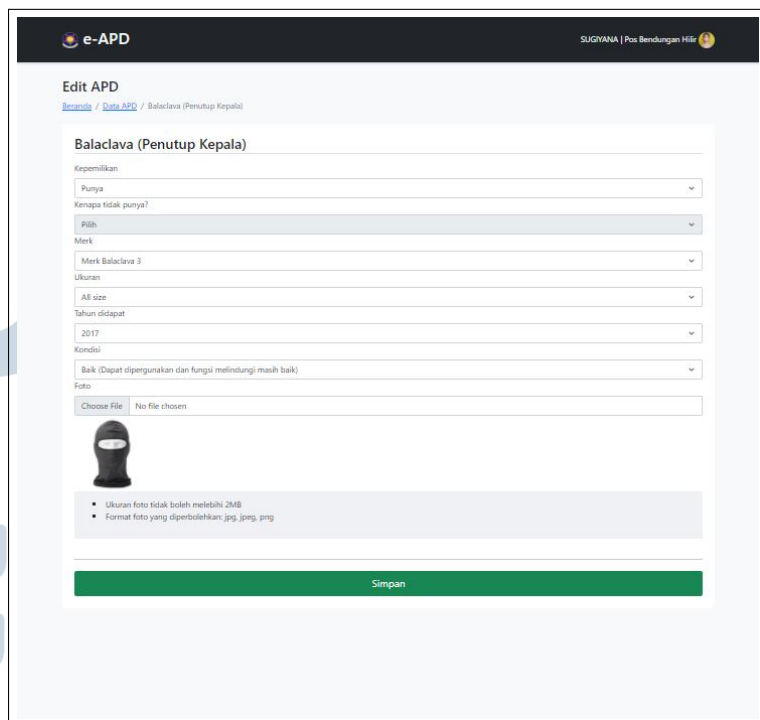 e-APD
SUGIYANA | Pos Bendungan Hilir
Edit APD
Beranda / Data APD / Balaclava (Penutup Kepala)
Balaclava (Penutup Kepala)
Kepemilikan
Punya
Kenapa tidak punya?
Pilih
Merk
Merk Balaclava 3
Ukuran
All size
Tahun didapat
2017
Kondisi
Baik (Dapat dipergunakan dan fungsi melindungi masih baik)
Foto
Choose File No file chosen
▪ Ukuran foto tidak boleh melebihi 2MB
▪ Format foto yang diperbolehkan: jpg, jpeg, png
Simpan